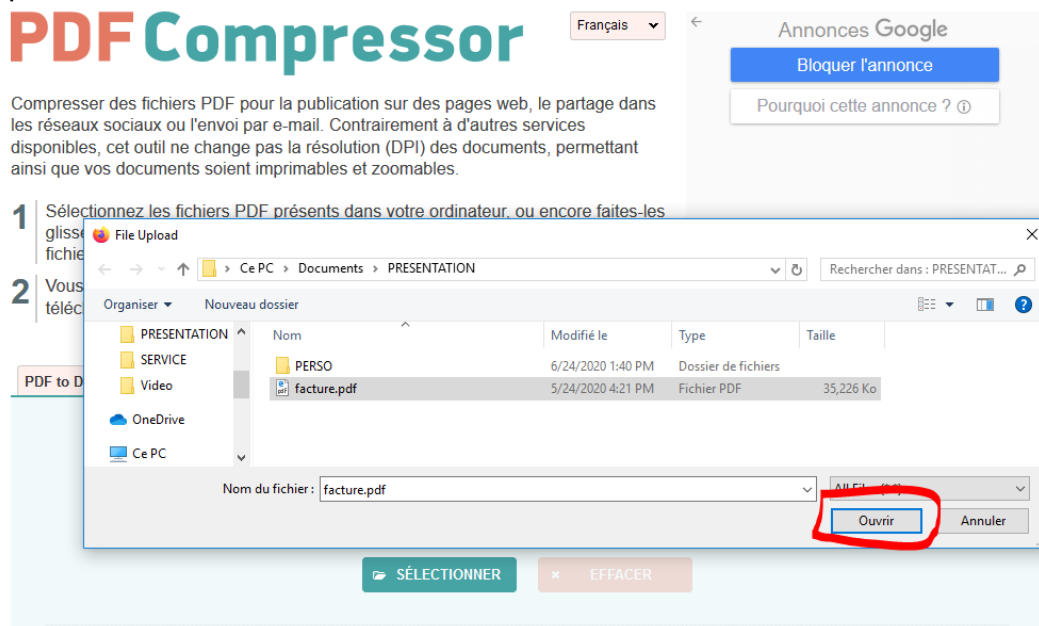 PDF Compressor
Français
Annonces Google
Bloquer l'annonce
Pourquoi cette annonce ?
Compresser des fichiers PDF pour la publication sur des pages web, le partage dans
les réseaux sociaux ou l'envoi par e-mail. Contrairement à d'autres services
disponibles, cet outil ne change pas la résolution (DPI) des documents, permettant
ainsi que vos documents soient imprimables et zoomables.
1 Sélectionnez les fichiers PDF présents dans votre ordinateur, ou encore faites-les
2 Vous
PDF to D
File Upload
Ce PC > Documents > PRESENTATION
Rechercher dans : PRESENTAT...
Organiser
Nouveau dossier
PRESENTATION
SERVICE
Video
OneDrive
Ce PC
Nom Modifié le Type Taille
PERSO 6/24/2020 1:40 PM Dossier de fichiers
facture.pdf 5/24/2020 4:21 PM Fichier PDF 35,226 Ko
Nom du fichier : facture.pdf
Ouvrir
Annuler
SÉLECTIONNER
EFFACER